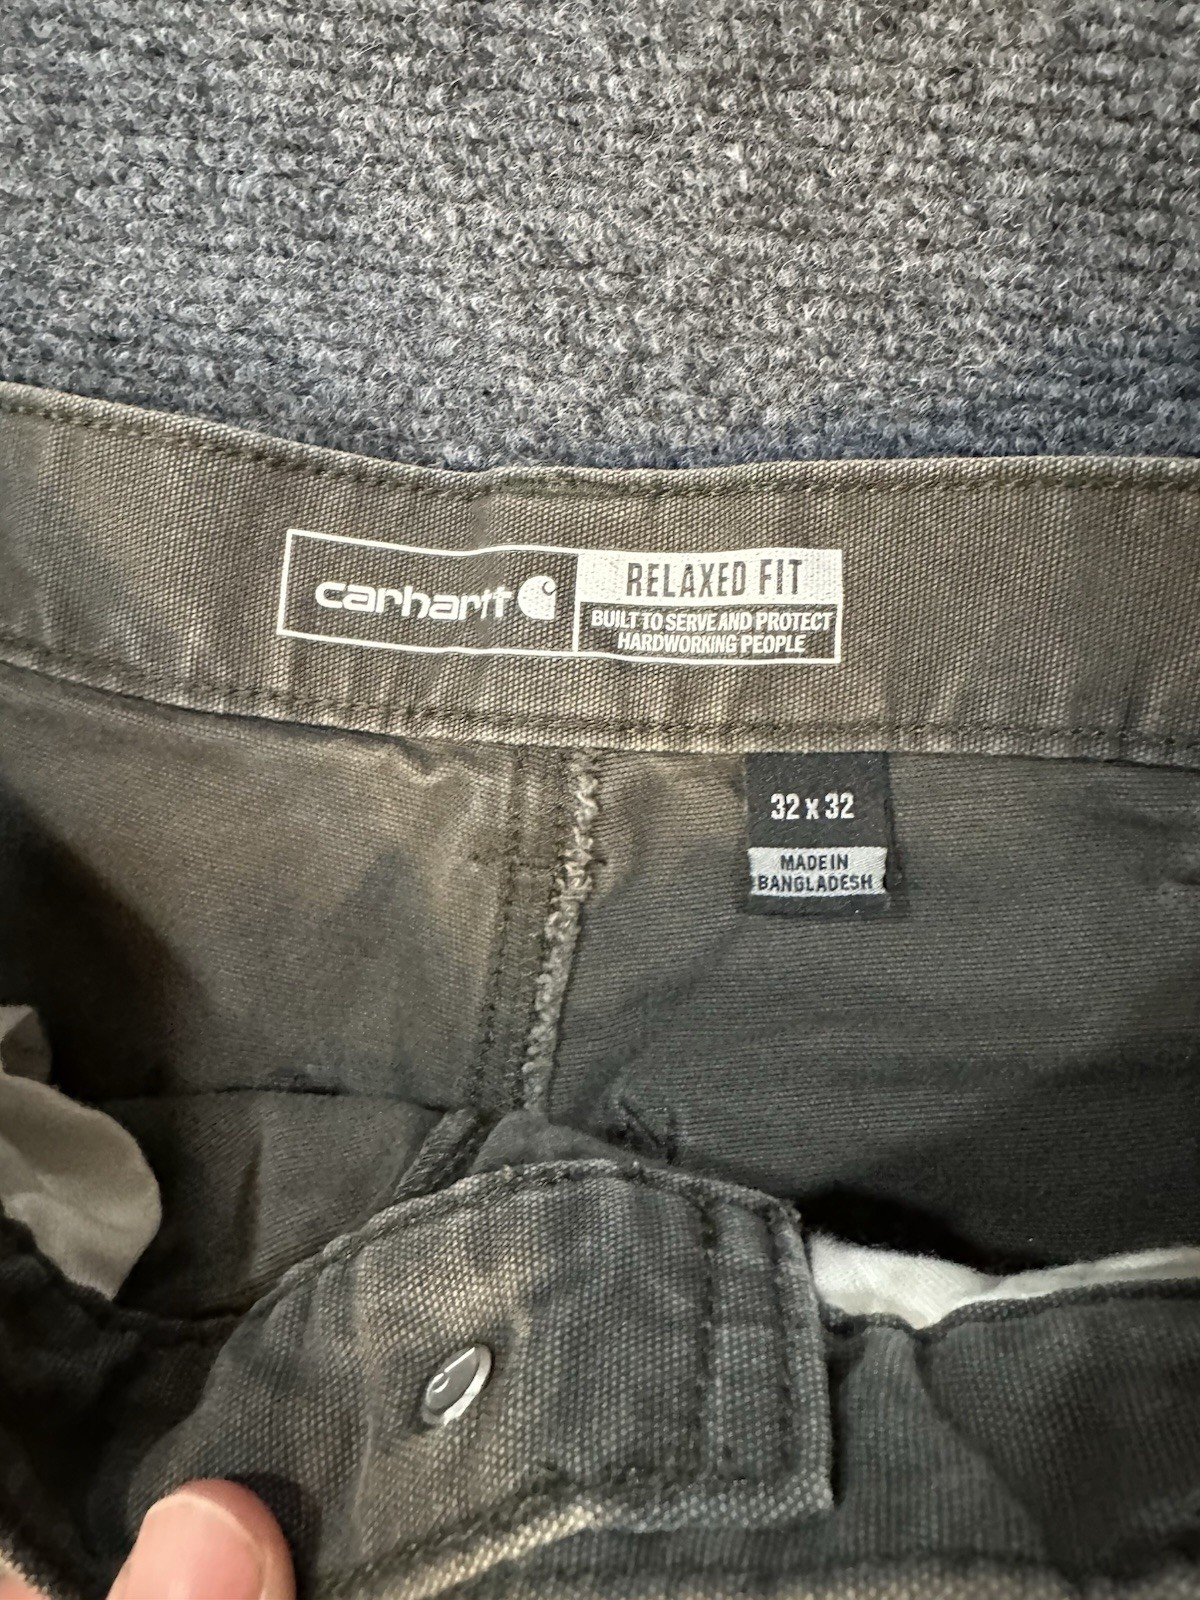 carhartt
RELAXED FIT
BUILT TO SERVE AND PROTECT
HARDWORKING PEOPLE
32 x 32
MADE IN
BANGLADESH